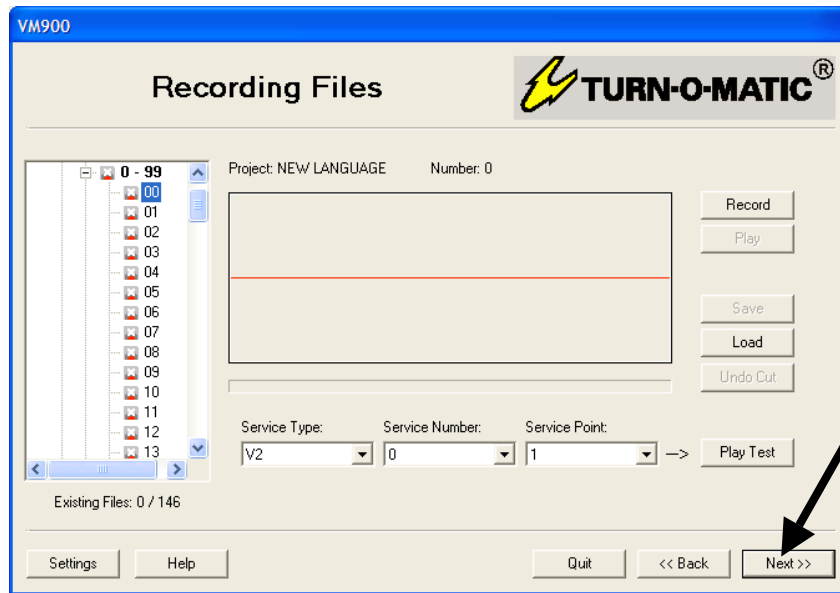 VM900
Recording Files
TURN-O-MATIC®
0 - 99
00
01
02
03
04
05
06
07
08
09
10
11
12
13
Existing Files: 0 / 146
Project: NEW LANGUAGE Number: 0
Record
Play
Save
Load
Undo Cut
Service Type: Service Number: Service Point:
V2 0 1 --> Play Test
Settings Help Quit << Back Next >>